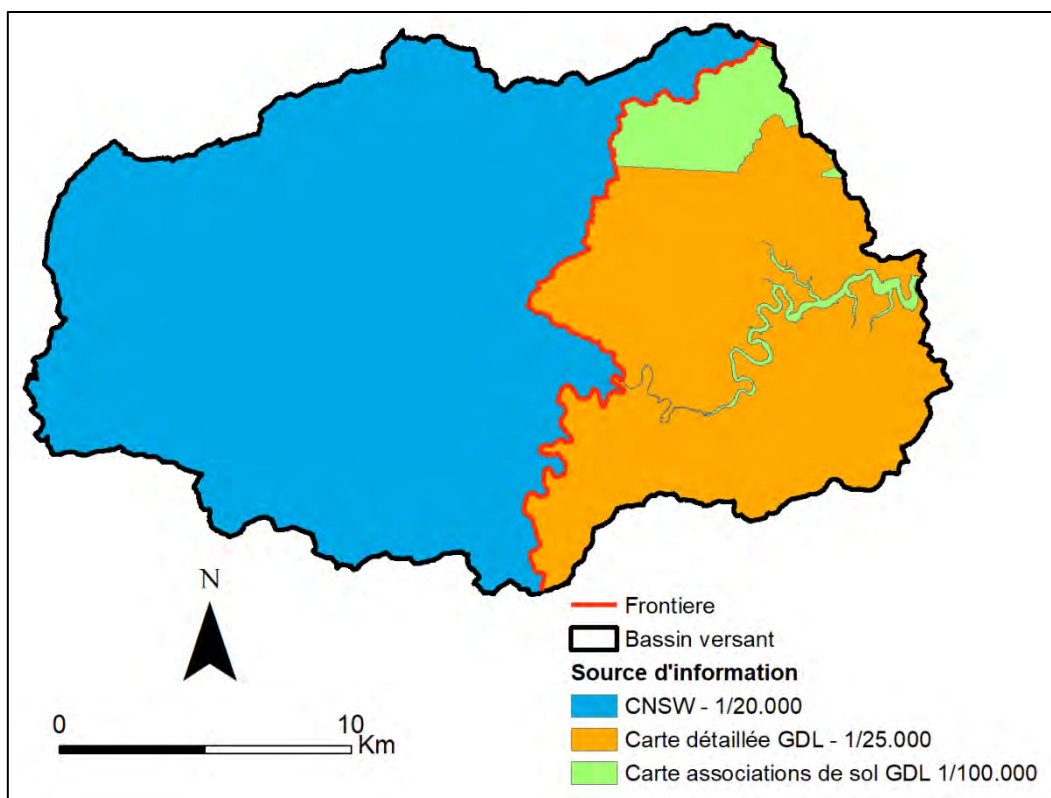 N
0 10
Km
Frontiere
Bassin versant
Source d'information
CNSW - 1/20.000
Carte détaillée GDL - 1/25.000
Carte associations de sol GDL 1/100.000